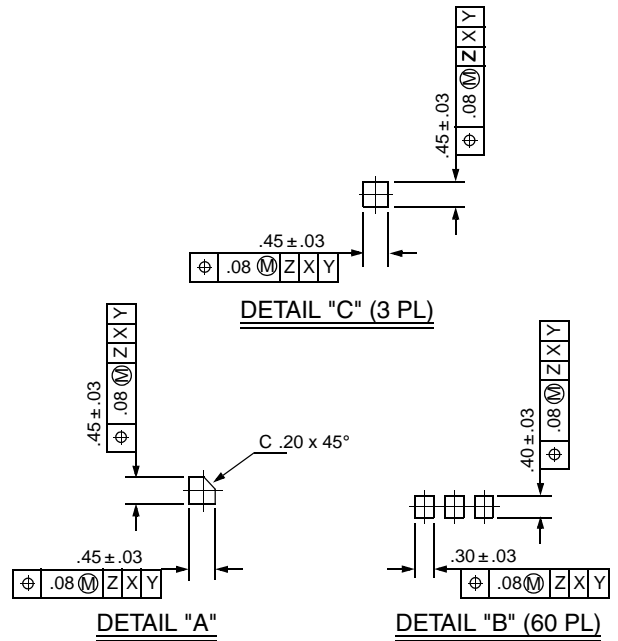 .45±.03
⌖ .08 Ⓜ Z X Y
.45±.03
⌖ .08 Ⓜ Z X Y
DETAIL "C" (3 PL)
.45±.03
⌖ .08 Ⓜ Z X Y
C .20 x 45°
.45±.03
⌖ .08 Ⓜ Z X Y
DETAIL "A"
.40±.03
⌖ .08 Ⓜ Z X Y
.30±.03
⌖ .08 Ⓜ Z X Y
DETAIL "B" (60 PL)